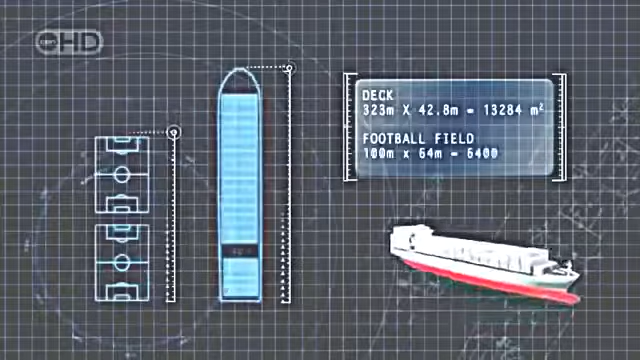 HD
DECK
323m X 42.8m = 13284 m²
FOOTBALL FIELD
100m x 64m = 6400